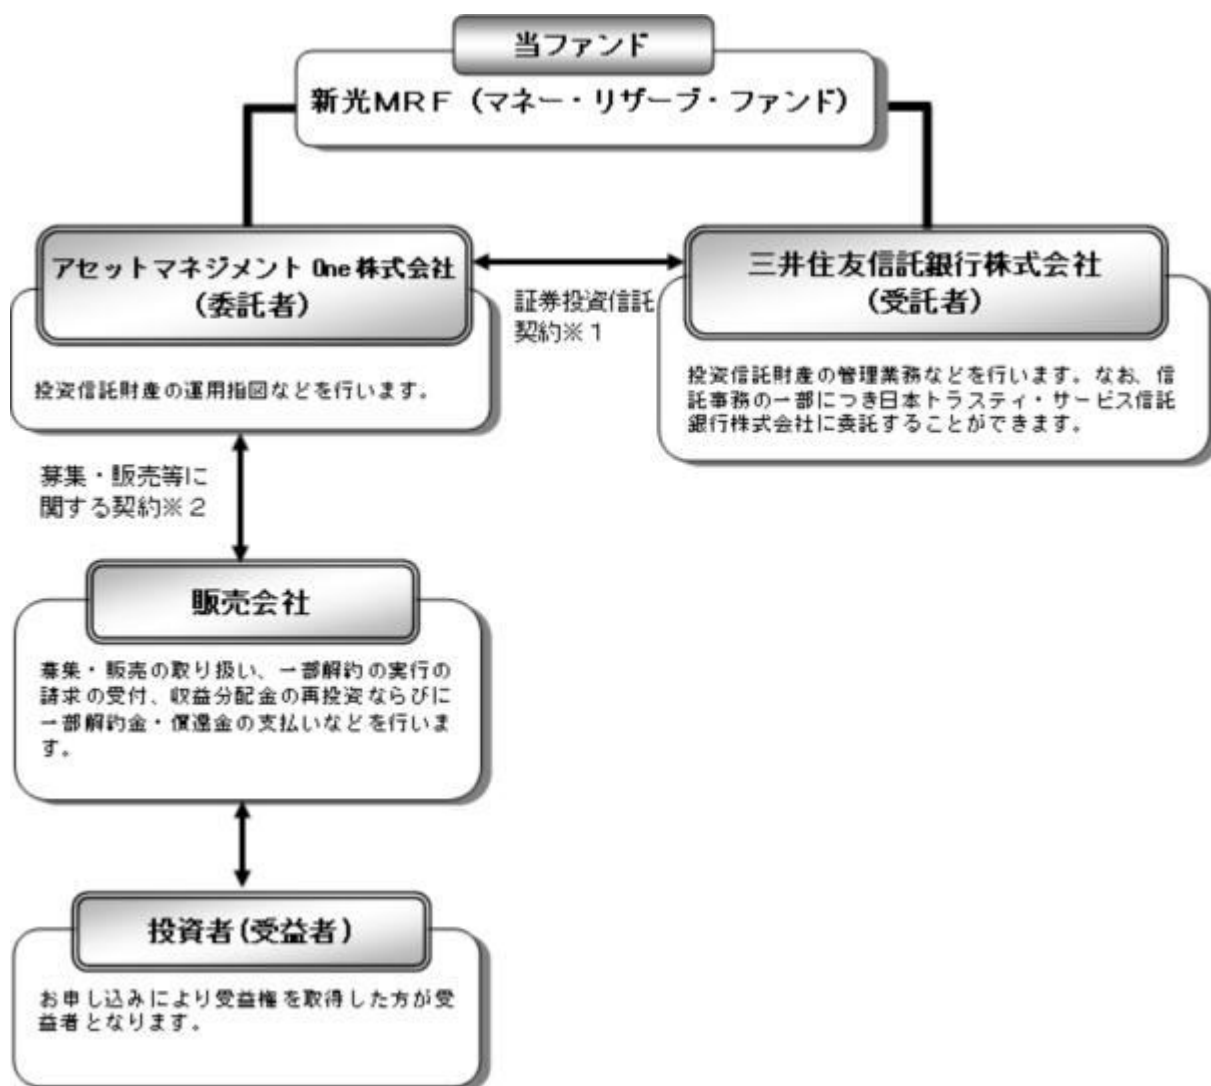 当ファンド
新光MRF（マネー・リザーブ・ファンド）
アセットマネジメント One 株式会社
（委託者）
投資信託財産の運用指図などを行います。
証券投資信託
契約※１
三井住友信託銀行株式会社
（受託者）
投資信託財産の管理業務などを行います。なお、信
託事務の一部につき日本トラスティ・サービス信託
銀行株式会社に委託することができます。
募集・販売等に
関する契約※２
販売会社
募集・販売の取り扱い、一部解約の実行の
請求の受付、収益分配金の再投資ならびに
一部解約金・償還金の支払いなどを行いま
す。
投資者（受益者）
お申し込みにより受益権を取得した方が受
益者となります。